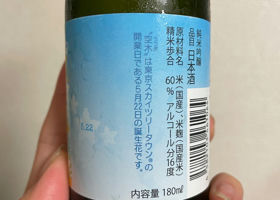 純米吟醸
品目 日本酒
原材料名 米(国産)、米麹(国産米)
精米歩合 60% アルコール分16度
"空木"は東京スカイツリータウン®の
開業日である5月22日の誕生花です。
5.22
内容量 180ml